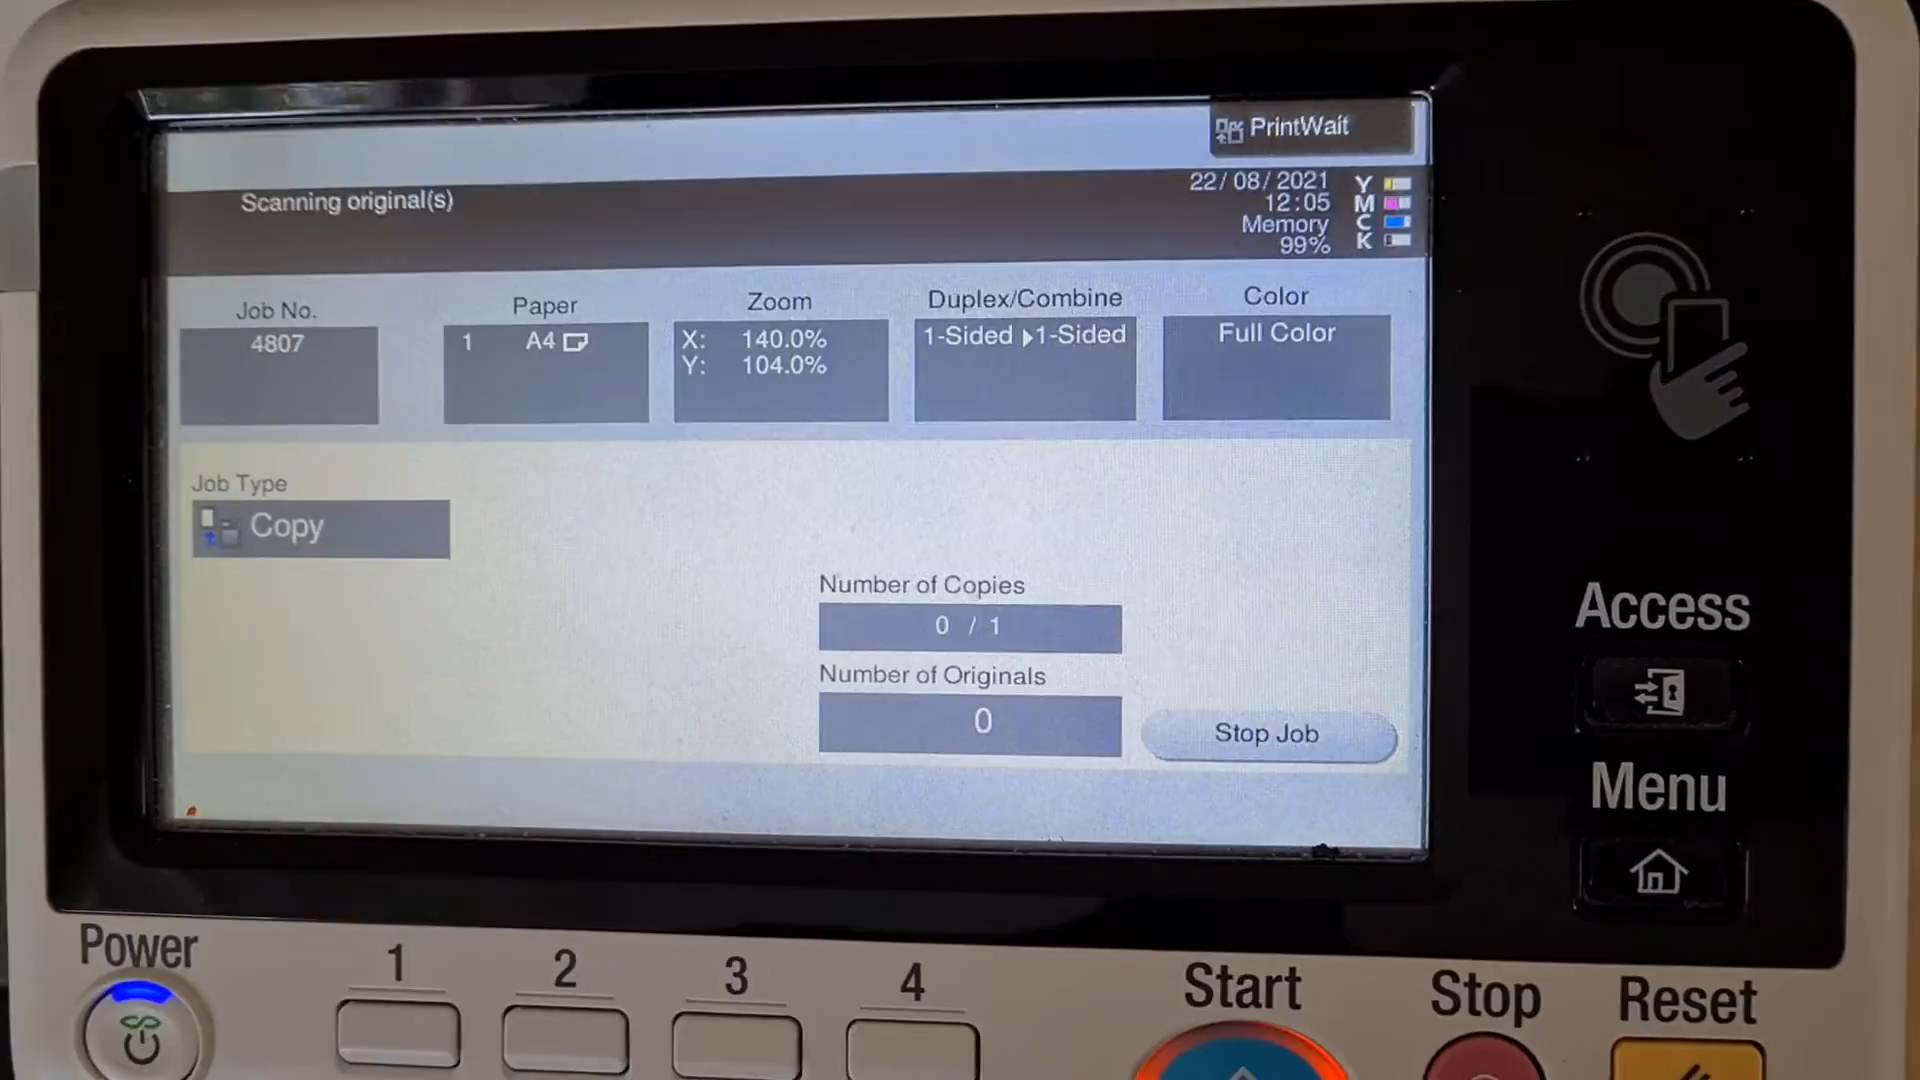 PrintWait
Scanning original(s)
22/08/2021
12:05
Memory
99%
Y
M
C
K
Job No.
4807
Paper
1 A4
Zoom
X: 140.0%
Y: 104.0%
Duplex/Combine
1-Sided ▶1-Sided
Color
Full Color
Job Type
Copy
Number of Copies
0 / 1
Number of Originals
0
Stop Job
Access
Menu
Power
1
2
3
4
Start
Stop
Reset